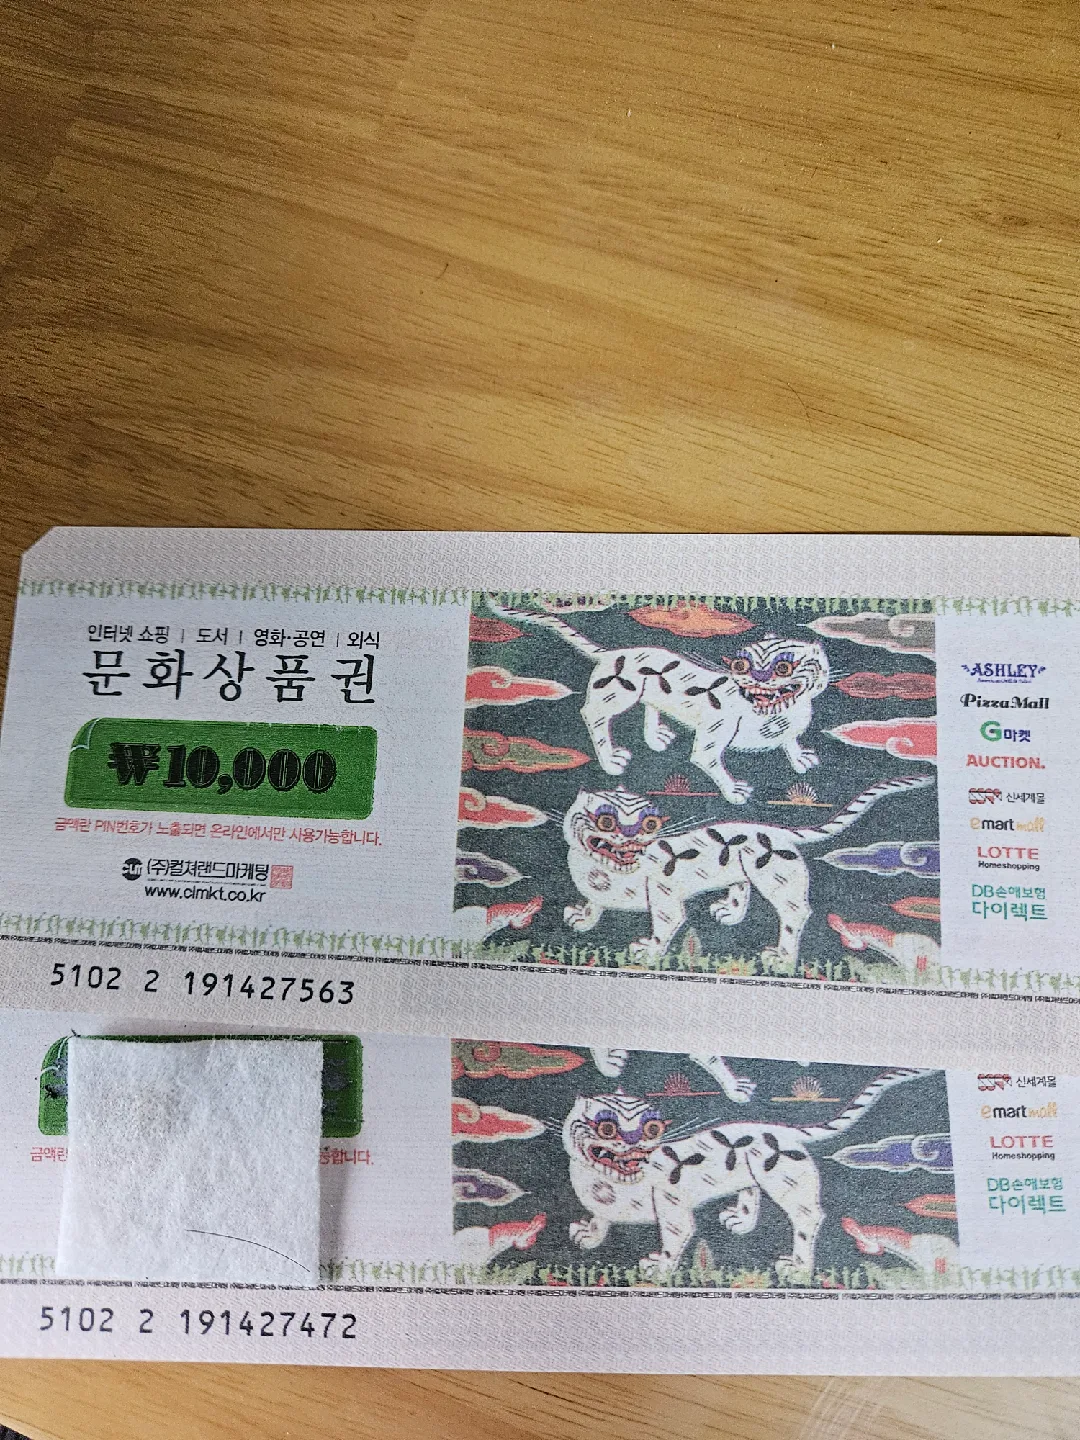 인터넷 쇼핑 | 도서 | 영화·공연 | 외식
문화상품권
₩10,000
금액란 PIN번호가 노출되면 온라인에서만 사용가능합니다.
(주)컬쳐랜드마케팅
www.clmkt.co.kr
ASHLEY
PizzaMall
G마켓
AUCTION.
SSG 신세계몰
emart mall
LOTTE
Homeshopping
DB손해보험
다이렉트
5102 2 191427563
SSG 신세계몰
emart mall
LOTTE
Homeshopping
DB손해보험
다이렉트
금액란
능합니다.
5102 2 191427472